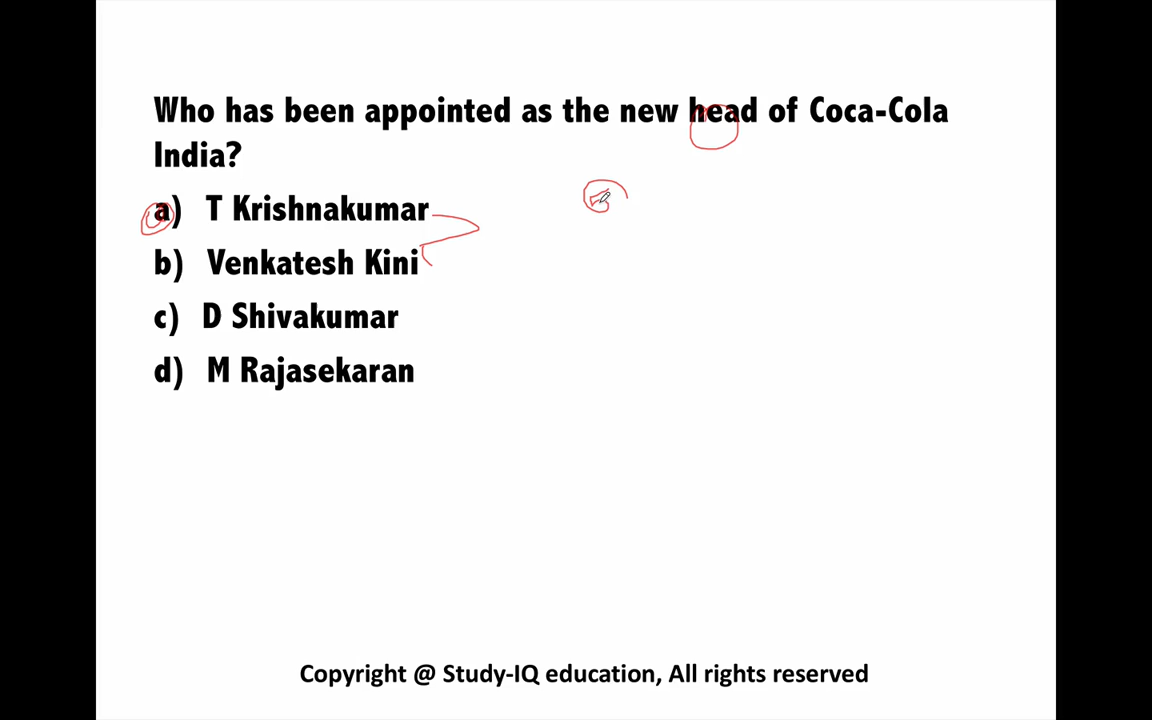 Who has been appointed as the new head of Coca-Cola
India?
a) T Krishnakumar
b) Venkatesh Kini
c) D Shivakumar
d) M Rajasekaran
Copyright @ Study-IQ education, All rights reserved